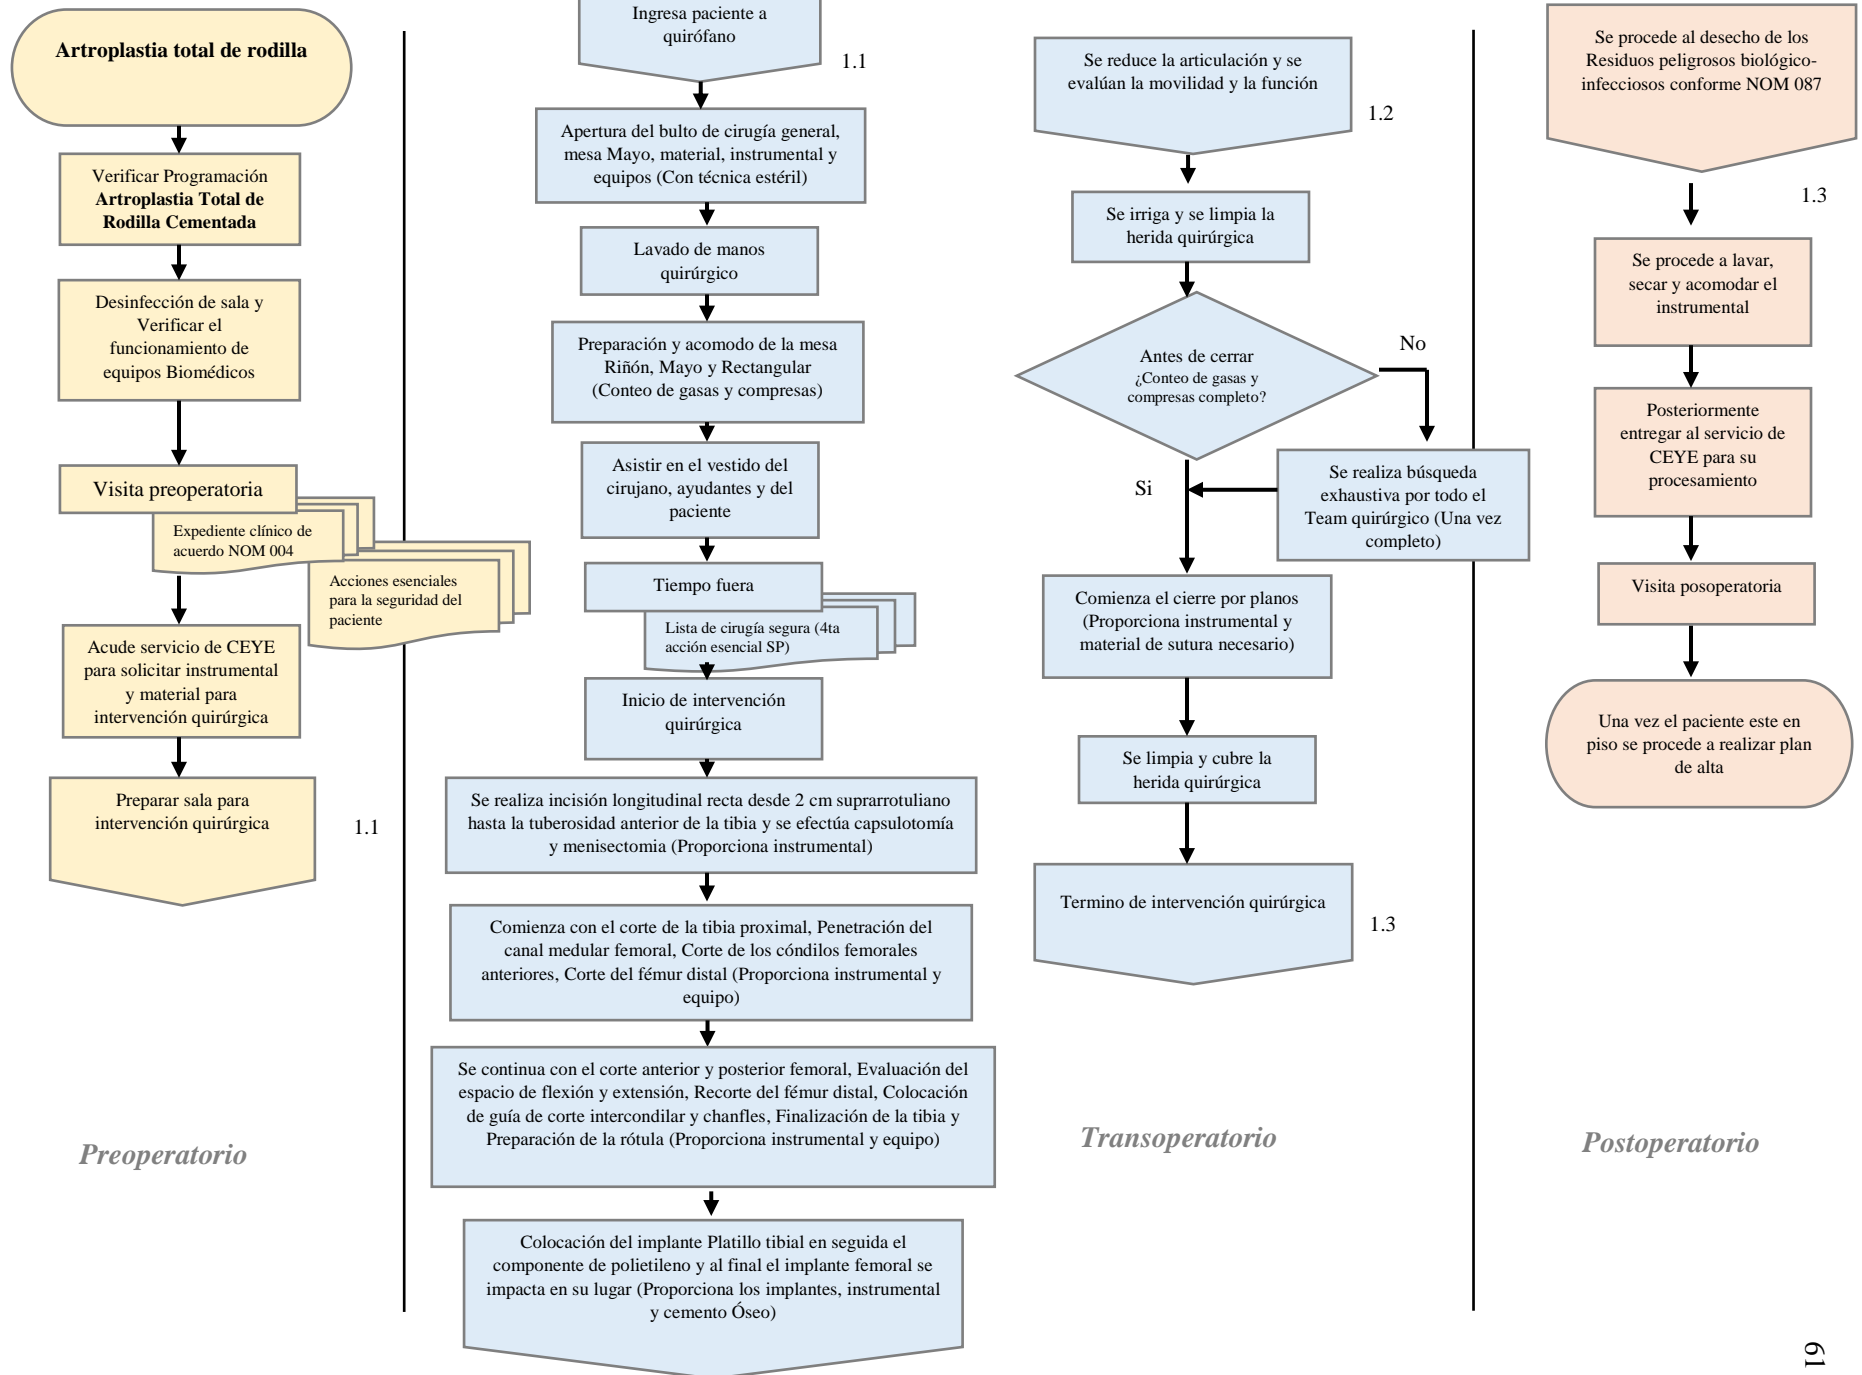 Artroplastia total de rodilla
Verificar Programación
Artroplastia Total de
Rodilla Cementada
Desinfección de sala y
Verificar el
funcionamiento de
equipos Biomédicos
Visita preoperatoria
Expediente clínico de
acuerdo NOM 004
Acciones esenciales
para la seguridad del
paciente
Acude servicio de CEYE
para solicitar instrumental
y material para
intervención quirúrgica
Preparar sala para
intervención quirúrgica
1.1
Preoperatorio
Ingresa paciente a
quirófano
1.1
Apertura del bulto de cirugía general,
mesa Mayo, material, instrumental y
equipos (Con técnica estéril)
Lavado de manos
quirúrgico
Preparación y acomodo de la mesa
Riñón, Mayo y Rectangular
(Conteo de gasas y compresas)
Asistir en el vestido del
cirujano, ayudantes y del
paciente
Tiempo fuera
Lista de cirugía segura (4ta
acción esencial SP)
Inicio de intervención
quirúrgica
Se realiza incisión longitudinal recta desde 2 cm suprarrotuliano
hasta la tuberosidad anterior de la tibia y se efectúa capsulotomía
y menisectomia (Proporciona instrumental)
Comienza con el corte de la tibia proximal, Penetración del
canal medular femoral, Corte de los cóndilos femorales
anteriores, Corte del fémur distal (Proporciona instrumental y
equipo)
Se continua con el corte anterior y posterior femoral, Evaluación del
espacio de flexión y extensión, Recorte del fémur distal, Colocación
de guía de corte intercondilar y chanfles, Finalización de la tibia y
Preparación de la rótula (Proporciona instrumental y equipo)
Colocación del implante Platillo tibial en seguida el
componente de polietileno y al final el implante femoral se
impacta en su lugar (Proporciona los implantes, instrumental
y cemento Óseo)
Se reduce la articulación y se
evalúan la movilidad y la función
1.2
Se irriga y se limpia la
herida quirúrgica
Antes de cerrar
¿Conteo de gasas y
compresas completo?
No
Si
Se realiza búsqueda
exhaustiva por todo el
Team quirúrgico (Una vez
completo)
Comienza el cierre por planos
(Proporciona instrumental y
material de sutura necesario)
Se limpia y cubre la
herida quirúrgica
Termino de intervención quirúrgica
1.3
Transoperatorio
Se procede al desecho de los
Residuos peligrosos biológico-
infecciosos conforme NOM 087
1.3
Se procede a lavar,
secar y acomodar el
instrumental
Posteriormente
entregar al servicio de
CEYE para su
procesamiento
Visita posoperatoria
Una vez el paciente este en
piso se procede a realizar plan
de alta
Postoperatorio
61